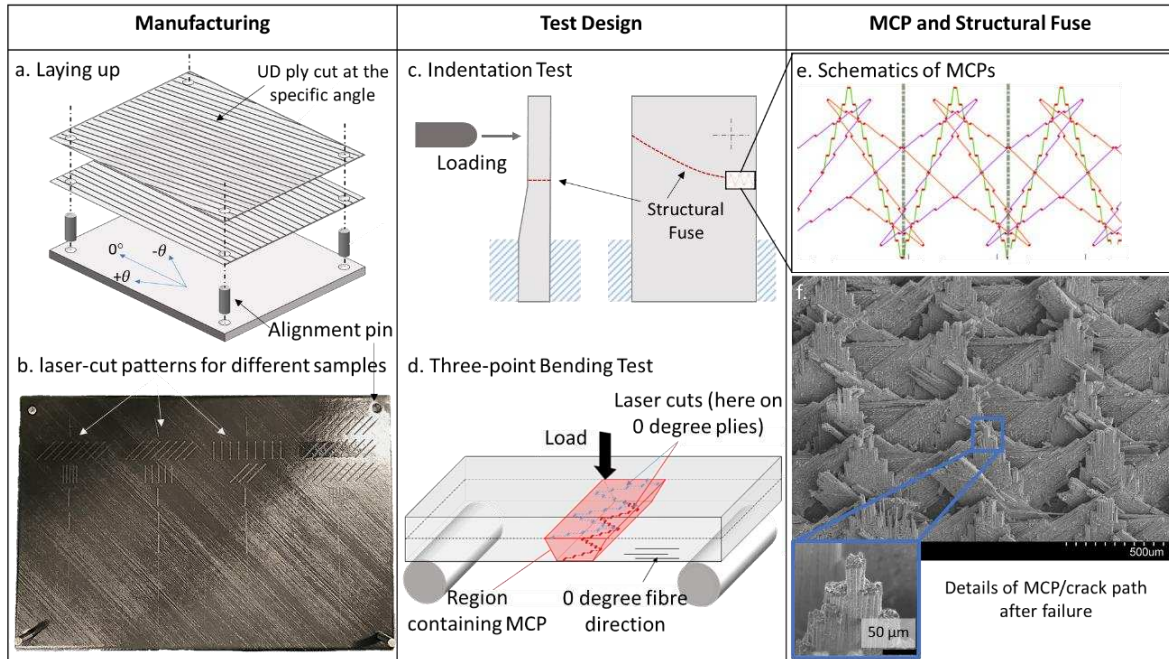 Manufacturing
Test Design
MCP and Structural Fuse
a. Laying up
UD ply cut at the
specific angle
0°
-θ
+θ
Alignment pin
b. laser-cut patterns for different samples
c. Indentation Test
Loading
Structural
Fuse
d. Three-point Bending Test
Laser cuts (here on
0 degree plies)
Load
Region
containing MCP
0 degree fibre
direction
e. Schematics of MCPs
f.
500um
50 μm
Details of MCP/crack path
after failure